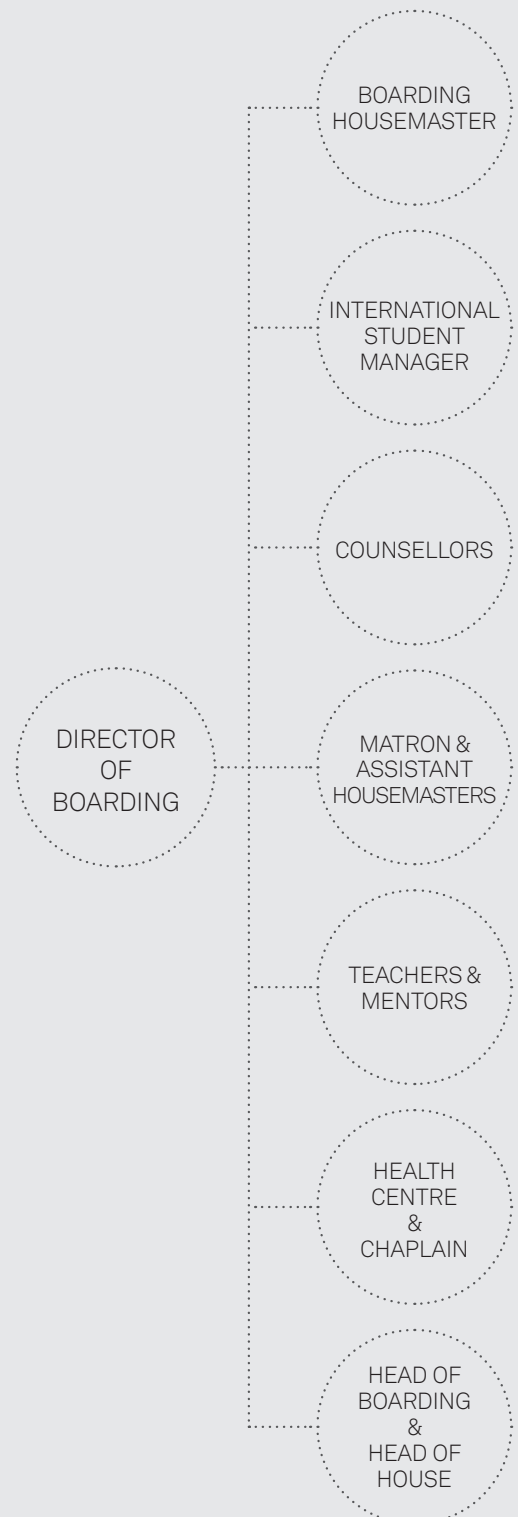 BOARDING
HOUSEMASTER
INTERNATIONAL
STUDENT
MANAGER
COUNSELLORS
DIRECTOR
OF
BOARDING
MATRON &
ASSISTANT
HOUSEMASTERS
TEACHERS &
MENTORS
HEALTH
CENTRE
&
CHAPLAIN
HEAD OF
BOARDING
&
HEAD OF
HOUSE